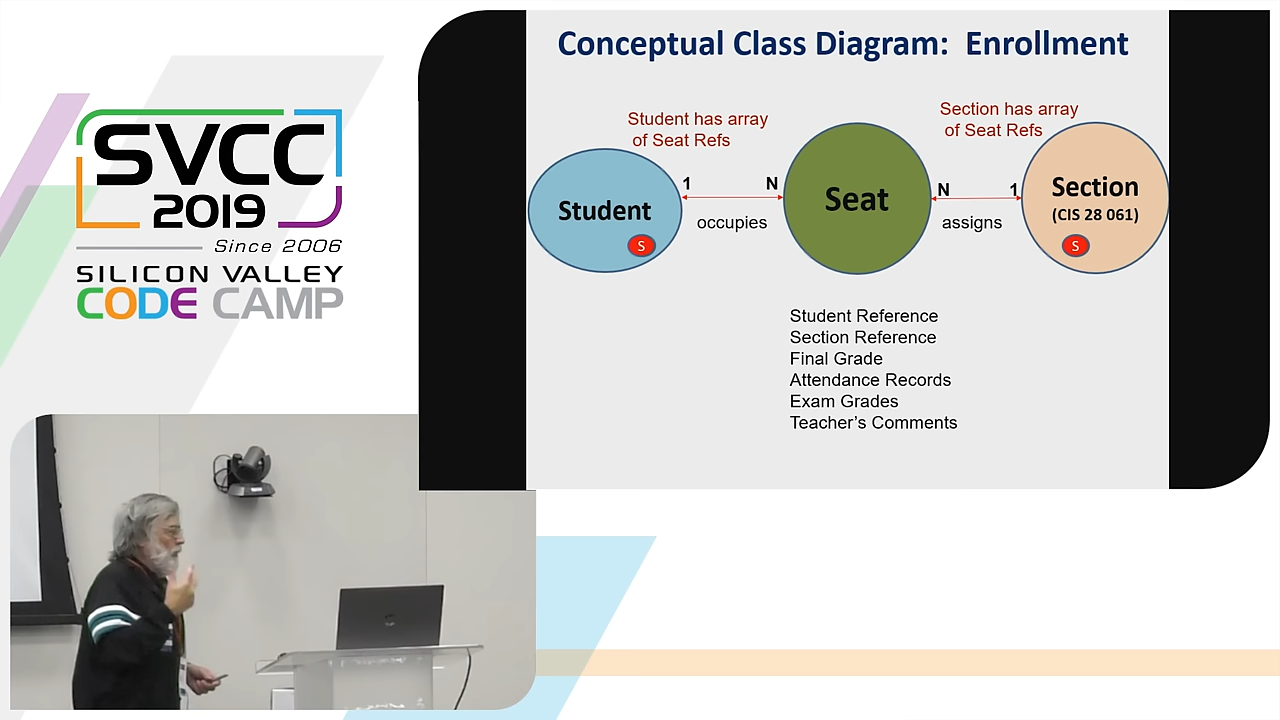 SVCC
2019
Since 2006
SILICON VALLEY
CODE CAMP
Conceptual Class Diagram: Enrollment
Student has array
of Seat Refs
Section has array
of Seat Refs
Student
S
1
N
occupies
Seat
N
1
assigns
Section
(CIS 28 061)
S
Student Reference
Section Reference
Final Grade
Attendance Records
Exam Grades
Teacher's Comments